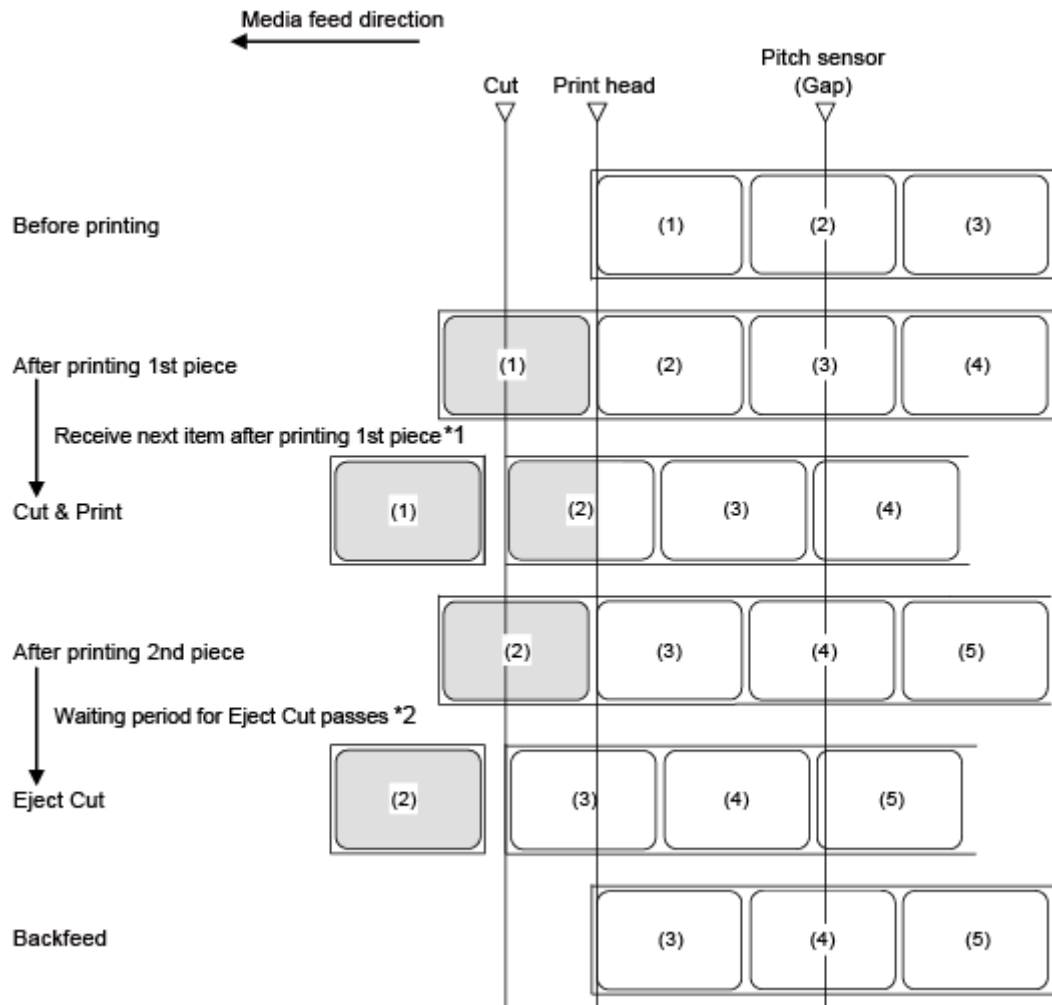 Media feed direction
Cut
Print head
Pitch sensor
(Gap)
Before printing
(1)
(2)
(3)
After printing 1st piece
(1)
(2)
(3)
(4)
Receive next item after printing 1st piece *1
Cut & Print
(1)
(2)
(3)
(4)
After printing 2nd piece
(2)
(3)
(4)
(5)
Waiting period for Eject Cut passes *2
Eject Cut
(2)
(3)
(4)
(5)
Backfeed
(3)
(4)
(5)